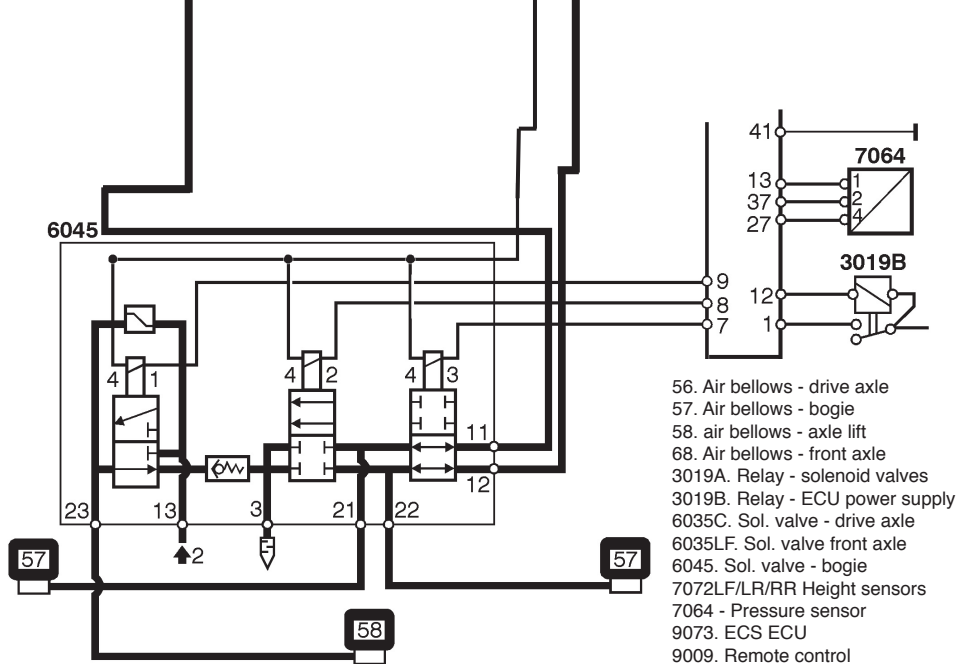 41
7064
13 1
37 2
27 4
6045
3019B
9
8
7
12
1
4 1
4 2
4 3
11
12
23 13 3 21 22
2
57
57
58
56. Air bellows - drive axle
57. Air bellows - bogie
58. air bellows - axle lift
68. Air bellows - front axle
3019A. Relay - solenoid valves
3019B. Relay - ECU power supply
6035C. Sol. valve - drive axle
6035LF. Sol. valve front axle
6045. Sol. valve - bogie
7072LF/LR/RR Height sensors
7064 - Pressure sensor
9073. ECS ECU
9009. Remote control